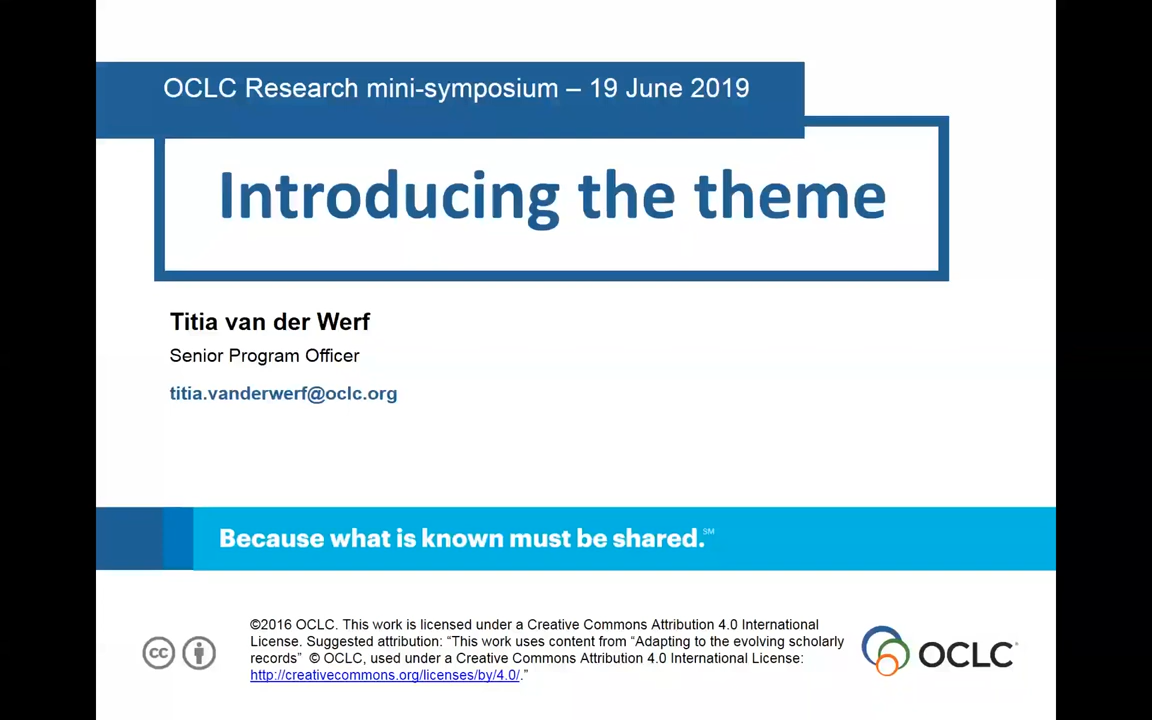 OCLC Research mini-symposium – 19 June 2019
Introducing the theme
Titia van der Werf
Senior Program Officer
titia.vanderwerf@oclc.org
Because what is known must be shared.℠
©2016 OCLC. This work is licensed under a Creative Commons Attribution 4.0 International
License. Suggested attribution: “This work uses content from “Adapting to the evolving scholarly
records” © OCLC, used under a Creative Commons Attribution 4.0 International License:
http://creativecommons.org/licenses/by/4.0/.”
cc
OCLC